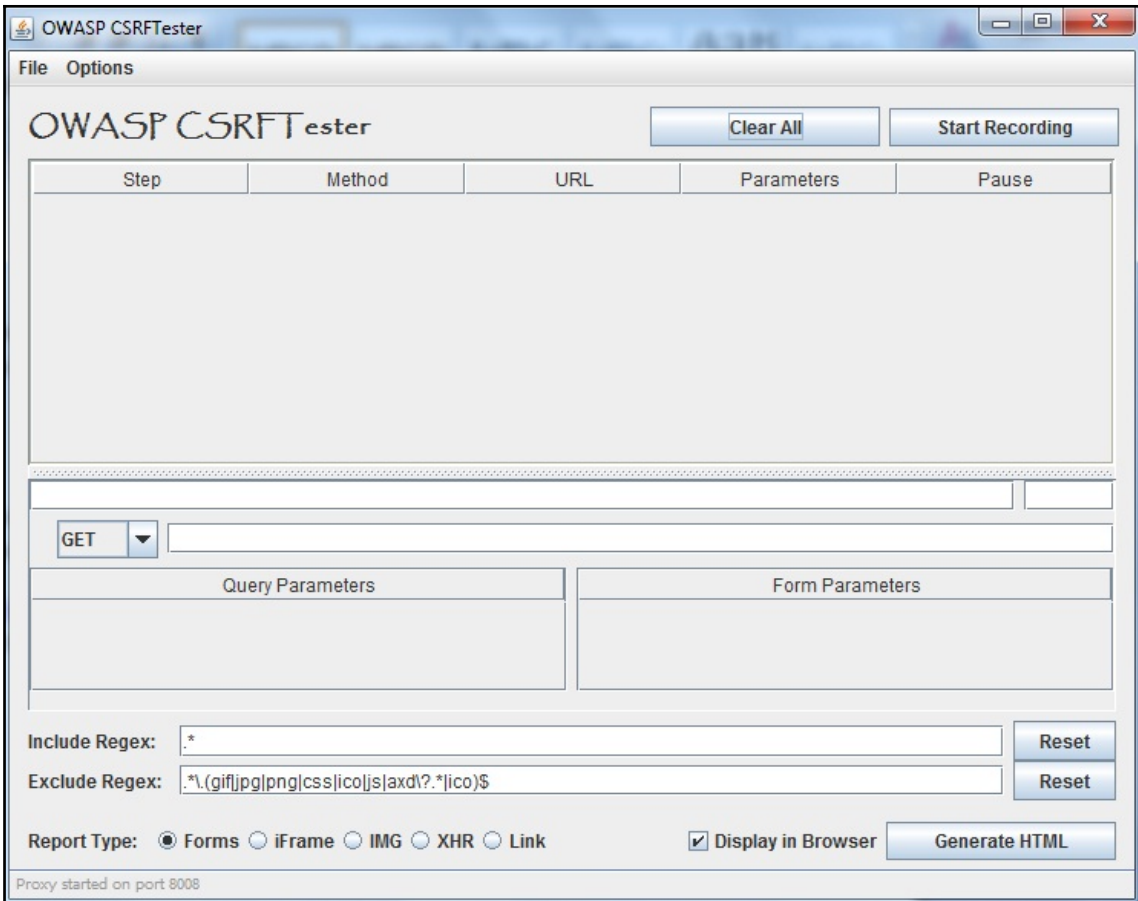 OWASP CSRFTester
File Options
OWASP CSRFTester Clear All Start Recording
Step Method URL Parameters Pause
GET
Query Parameters Form Parameters
Include Regex: .* Reset
Exclude Regex: .*\.(gif|jpg|png|css|ico|js|axd\?.*|ico)$ Reset
Report Type: Forms iFrame IMG XHR Link Display in Browser Generate HTML
Proxy started on port 8008